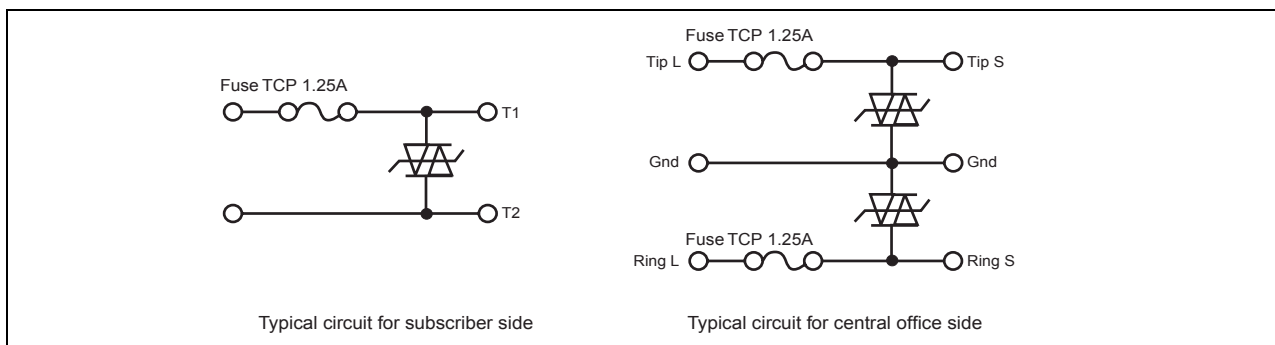 Fuse TCP 1.25A
T1
T2
Typical circuit for subscriber side
Fuse TCP 1.25A
Tip L
Tip S
Gnd
Gnd
Fuse TCP 1.25A
Ring L
Ring S
Typical circuit for central office side